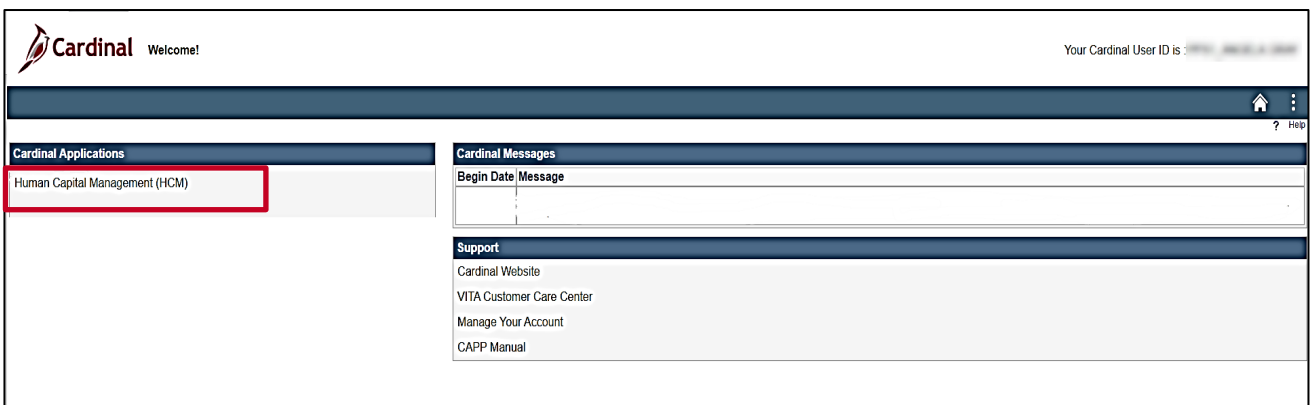 Cardinal Welcome!
Your Cardinal User ID is :
? Help
Cardinal Applications
Human Capital Management (HCM)
Cardinal Messages
Begin Date Message
Support
Cardinal Website
VITA Customer Care Center
Manage Your Account
CAPP Manual